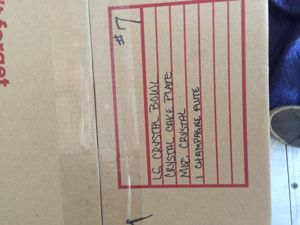 #7
LG CRYSTAL BOWL
CRYSTAL CAKE PLATE
MISC. CRYSTAL
1 CHAMPAGNE FLUTE